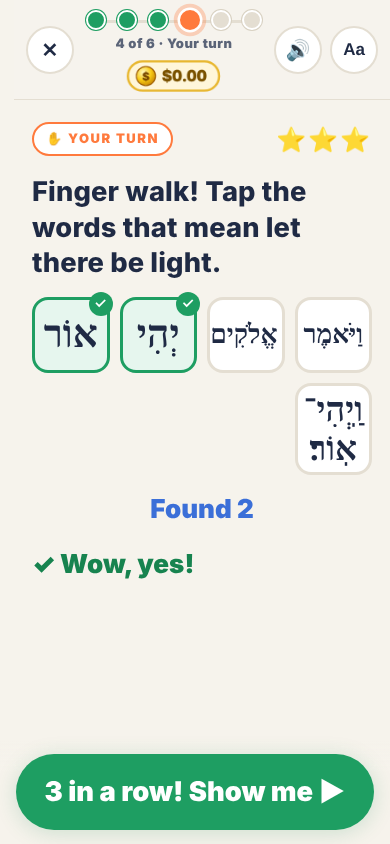 ✕
4 of 6 · Your turn
$ $0.00
🔊
Aa
✋ YOUR TURN
⭐⭐⭐
Finger walk! Tap the
words that mean let
there be light.
וַיֹּאמֶר אֱלֹקִים יְהִי אוֹר
וַיְהִי־
אֽוֹר׃
Found 2
✓ Wow, yes!
3 in a row! Show me ▶